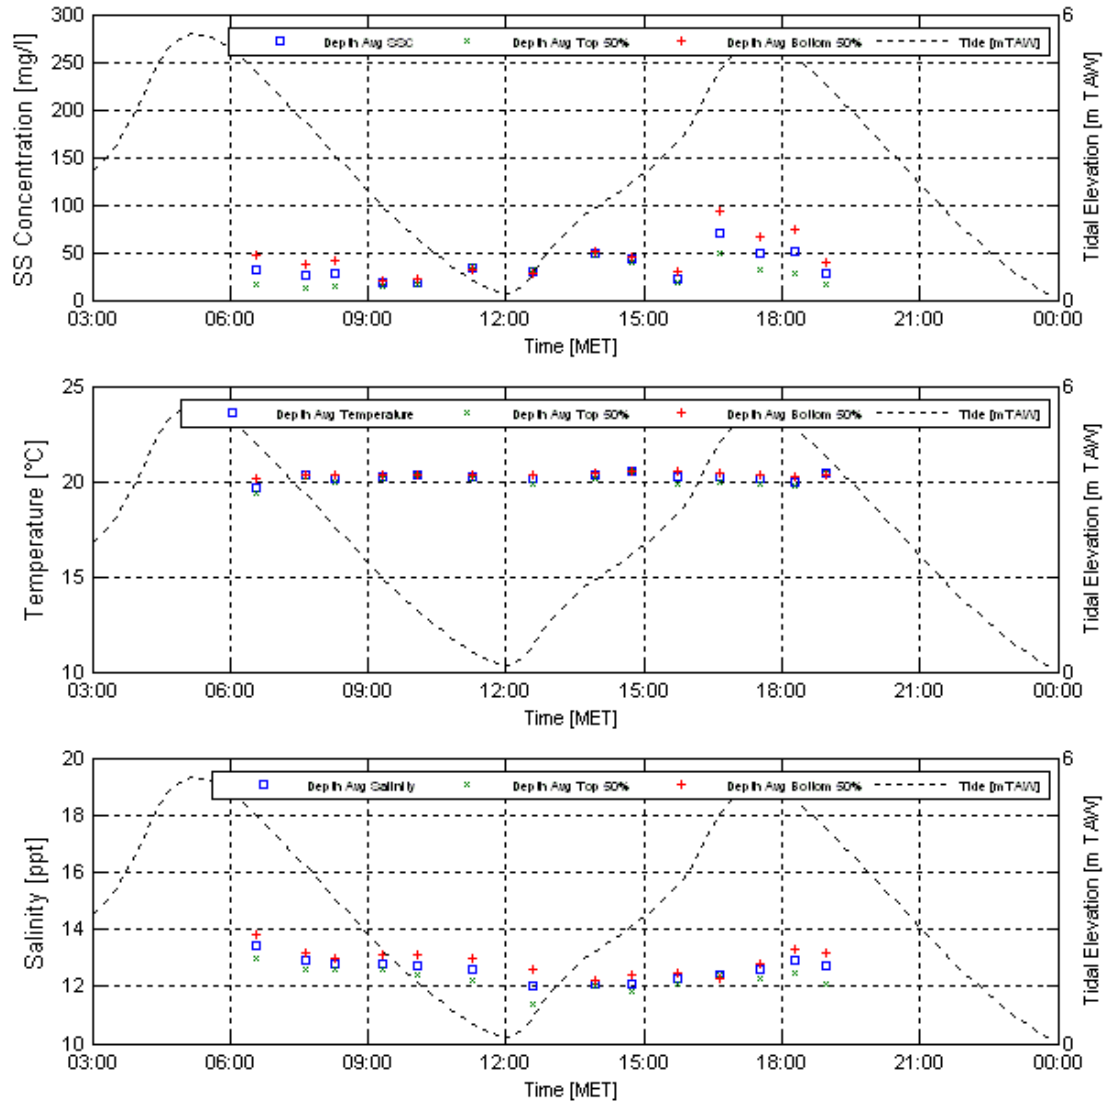 300
250
200
150
100
50
0
SS Concentration [mg/l]
Depth Avg SSC
Depth Avg Top 50%
Depth Avg Bottom 50%
Tide [mTAW]
6
0
Tidal Elevation [m TAW]
03:00 06:00 09:00 12:00 15:00 18:00 21:00 00:00
Time [MET]
25
20
15
10
Temperature [°C]
Depth Avg Temperature
Depth Avg Top 50%
Depth Avg Bottom 50%
Tide [mTAW]
6
0
Tidal Elevation [m TAW]
03:00 06:00 09:00 12:00 15:00 18:00 21:00 00:00
Time [MET]
20
18
16
14
12
10
Salinity [ppt]
Depth Avg Salinity
Depth Avg Top 50%
Depth Avg Bottom 50%
Tide [mTAW]
6
0
Tidal Elevation [m TAW]
03:00 06:00 09:00 12:00 15:00 18:00 21:00 00:00
Time [MET]